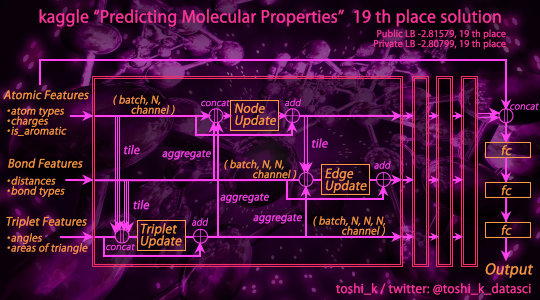 kaggle “Predicting Molecular Properties” 19 th place solution
Public LB -2.81579, 19 th place
Private LB -2.80799, 19 th place
Atomic Features
•atom types
•charges
•is_aromatic
( batch, N,
channel )
concat
Node
Update
add
concat
tile
aggregate
fc
Bond Features
•distances
•bond types
( batch, N, N,
channel )
Edge
Update
add
fc
tile
aggregate
aggregate
Triplet Features
•angles
•areas of triangle
concat
Triplet
Update
add
( batch, N, N, N,
channel )
fc
Output
toshi_k / twitter: @toshi_k_datasci